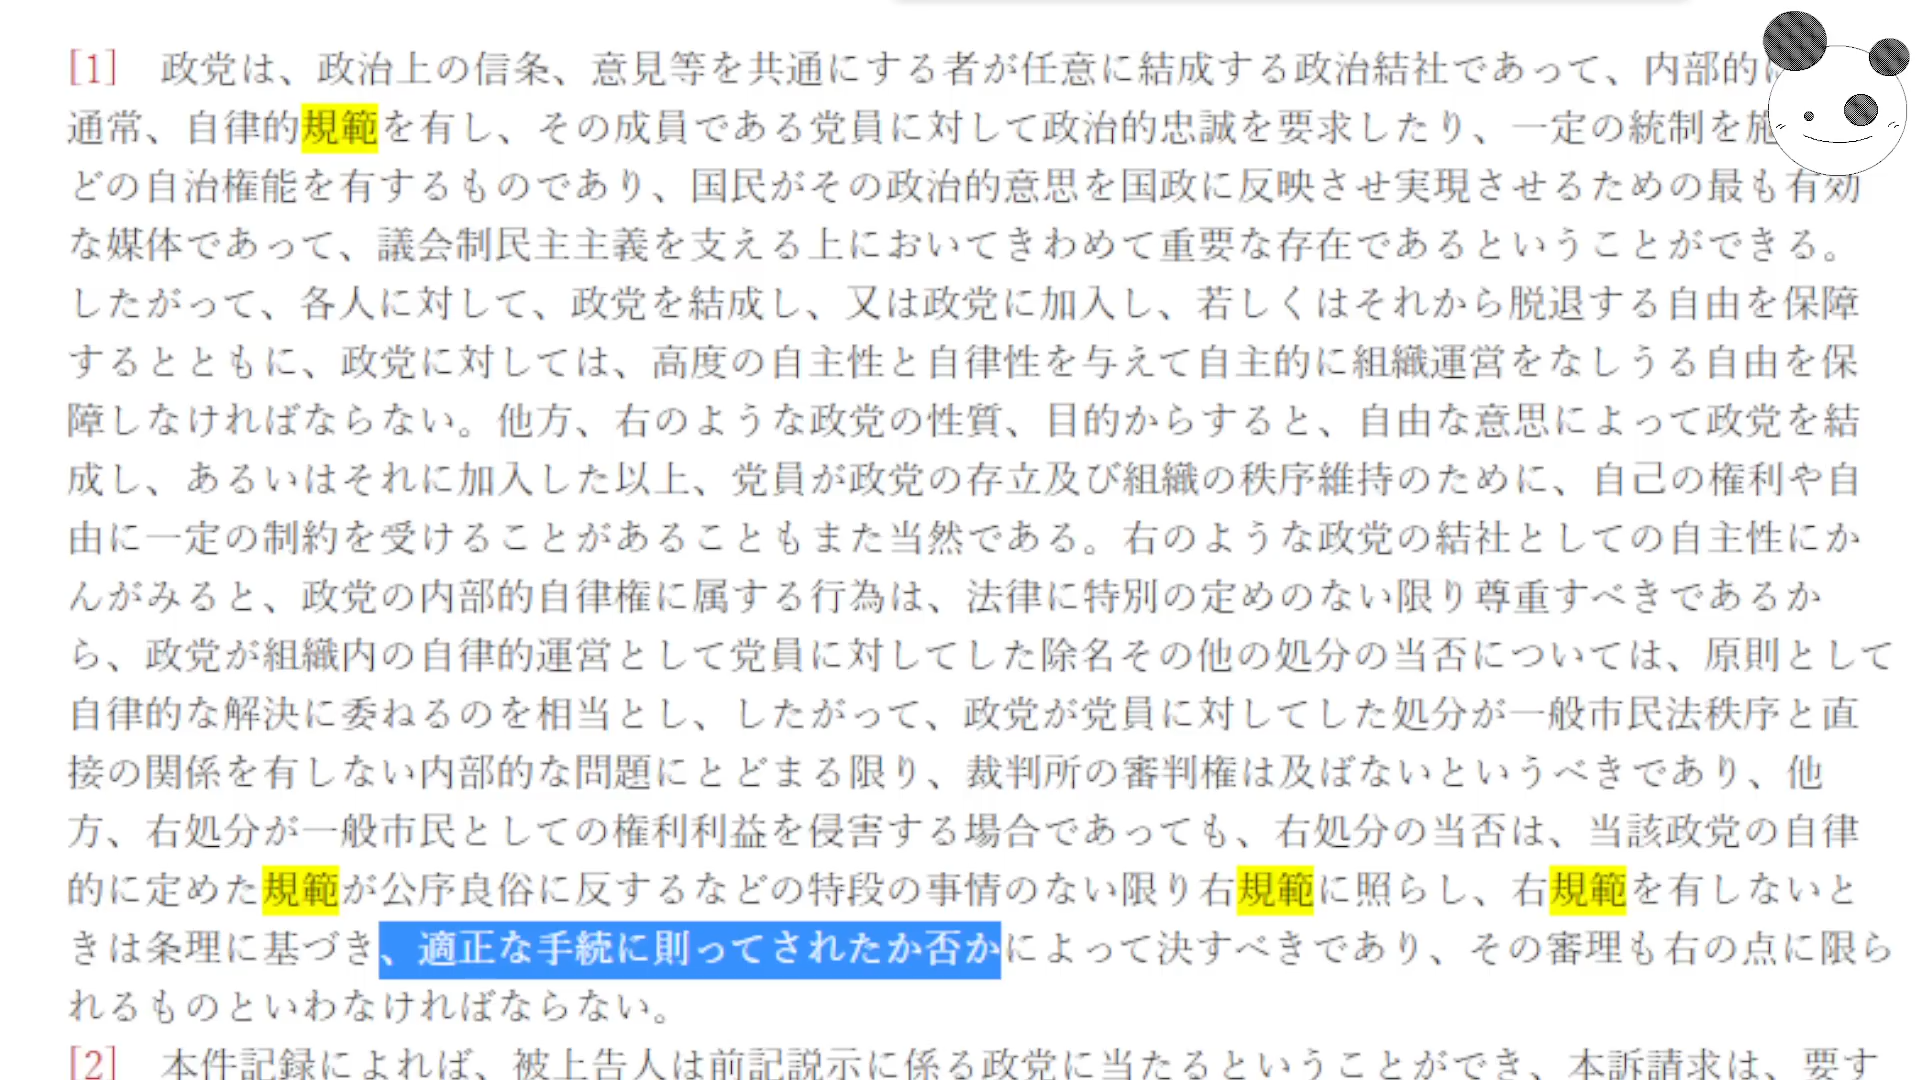 [1] 政党は、政治上の信条、意見等を共通にする者が任意に結成する政治結社であって、内部的に
通常、自律的規範を有し、その成員である党員に対して政治的忠誠を要求したり、一定の統制を施
どの自治権能を有するものであり、国民がその政治的意思を国政に反映させ実現させるための最も有効
な媒体であって、議会制民主主義を支える上においてきわめて重要な存在であるということができる。
したがって、各人に対して、政党を結成し、又は政党に加入し、若しくはそれから脱退する自由を保障
するとともに、政党に対しては、高度の自主性と自律性を与えて自主的に組織運営をなしうる自由を保
障しなければならない。他方、右のような政党の性質、目的からすると、自由な意思によって政党を結
成し、あるいはそれに加入した以上、党員が政党の存立及び組織の秩序維持のために、自己の権利や自
由に一定の制約を受けることがあることもまた当然である。右のような政党の結社としての自主性にか
んがみると、政党の内部的自律権に属する行為は、法律に特別の定めのない限り尊重すべきであるか
ら、政党が組織内の自律的運営として党員に対してした除名その他の処分の当否については、原則として
自律的な解決に委ねるのを相当とし、したがって、政党が党員に対してした処分が一般市民法秩序と直
接の関係を有しない内部的な問題にとどまる限り、裁判所の審判権は及ばないというべきであり、他
方、右処分が一般市民としての権利利益を侵害する場合であっても、右処分の当否は、当該政党の自律
的に定めた規範が公序良俗に反するなどの特段の事情のない限り右規範に照らし、右規範を有しないと
きは条理に基づき、適正な手続に則ってされたか否かによって決すべきであり、その審理も右の点に限ら
れるものといわなければならない。
[2] 本件記録によれば、被上告人は前記説示に係る政党に当たるということができ、本訴請求は、要す